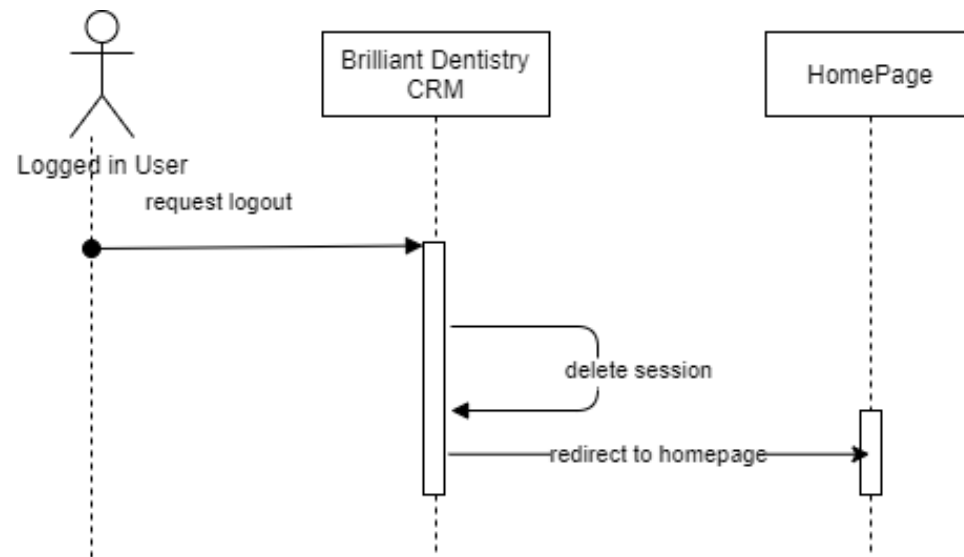 Brilliant Dentistry
CRM
HomePage
Logged in User
request logout
delete session
redirect to homepage